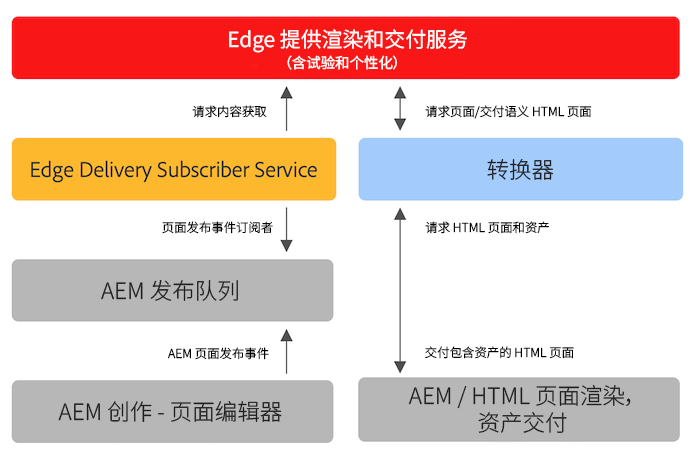 Edge 提供渲染和交付服务
（含试验和个性化）
请求内容获取
请求页面/交付语义 HTML 页面
Edge Delivery Subscriber Service
转换器
页面发布事件订阅者
请求 HTML 页面和资产
AEM 发布队列
AEM 页面发布事件
交付包含资产的 HTML 页面
AEM 创作 - 页面编辑器
AEM / HTML 页面渲染，
资产交付